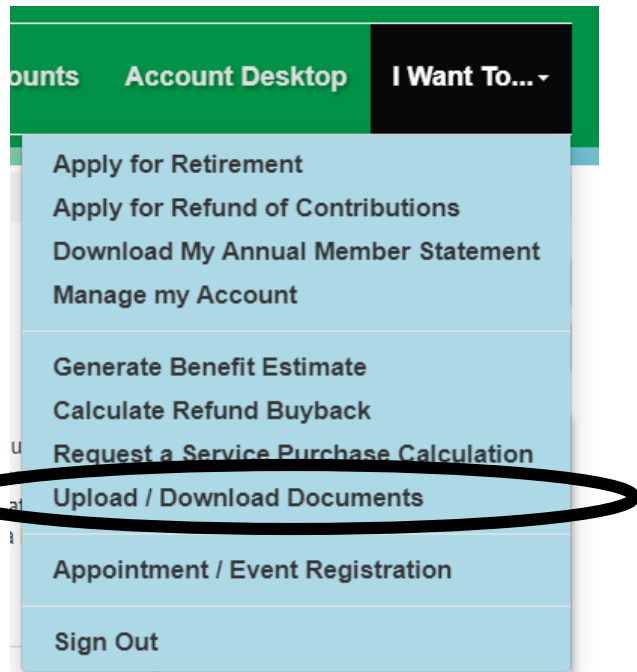 ounts Account Desktop I Want To...
Apply for Retirement
Apply for Refund of Contributions
Download My Annual Member Statement
Manage my Account
Generate Benefit Estimate
Calculate Refund Buyback
Request a Service Purchase Calculation
Upload / Download Documents
Appointment / Event Registration
Sign Out